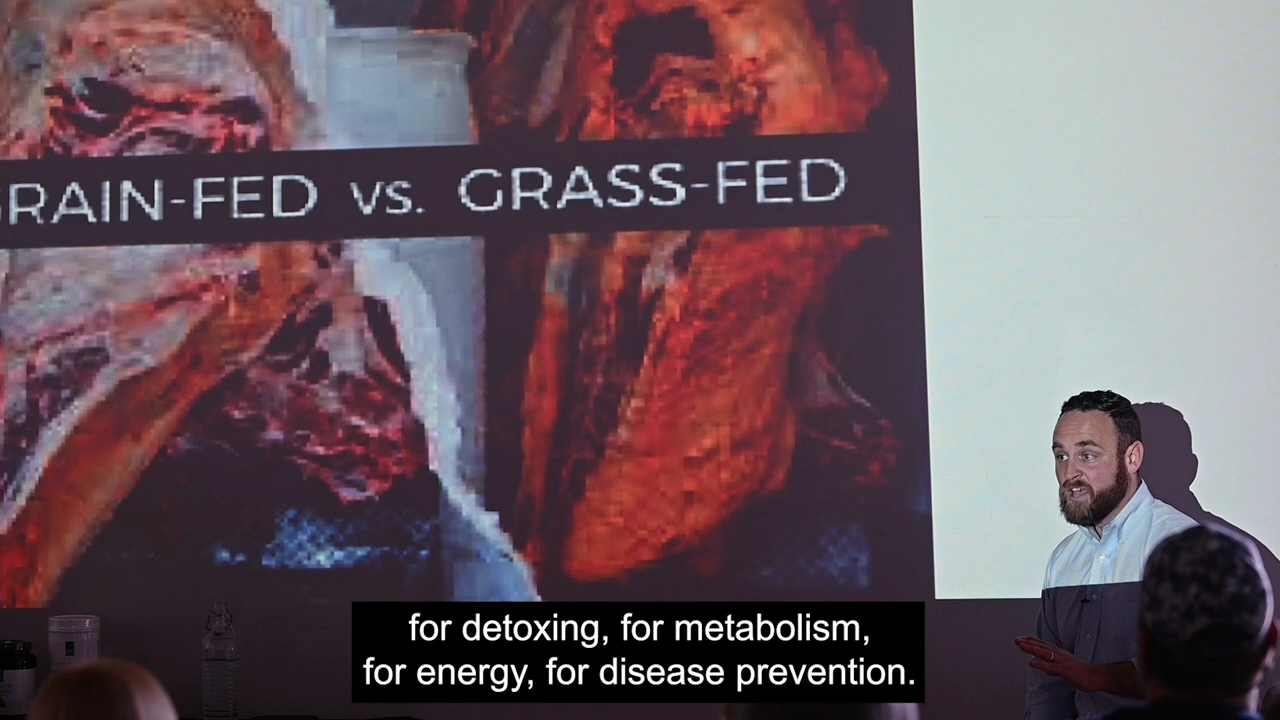 RAIN-FED vs. GRASS-FED
for detoxing, for metabolism,
for energy, for disease prevention.